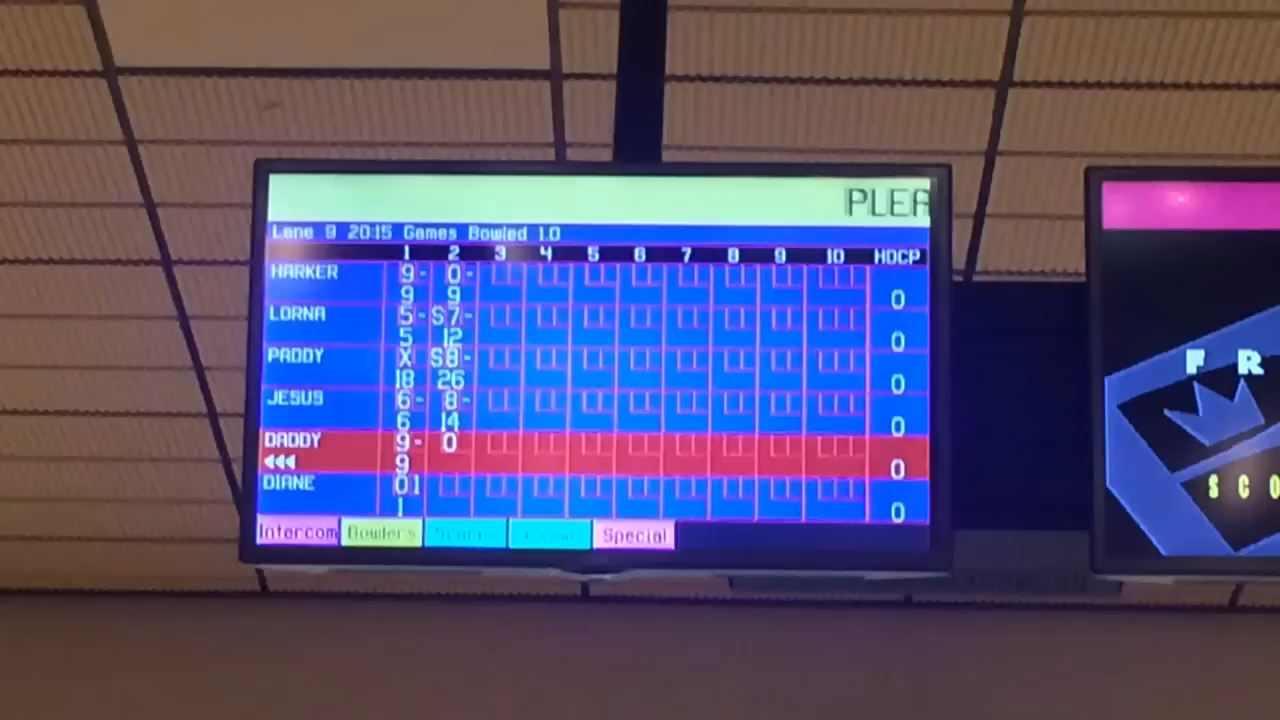 PLEA
Lane 9 20:15 Games Bowled 1.0
1 2 3 4 5 6 7 8 9 10 HDCP
HARKER 9- 0-
9 9 0
LORNA 5- S7-
5 12 0
PADDY X S8-
18 26 0
JESUS 6- 8-
6 14 0
DADDY 9- 0
◄◄◄ 9 0
DIANE 01
1 0
Intercom Bowlers Scores Special
F R
S C O